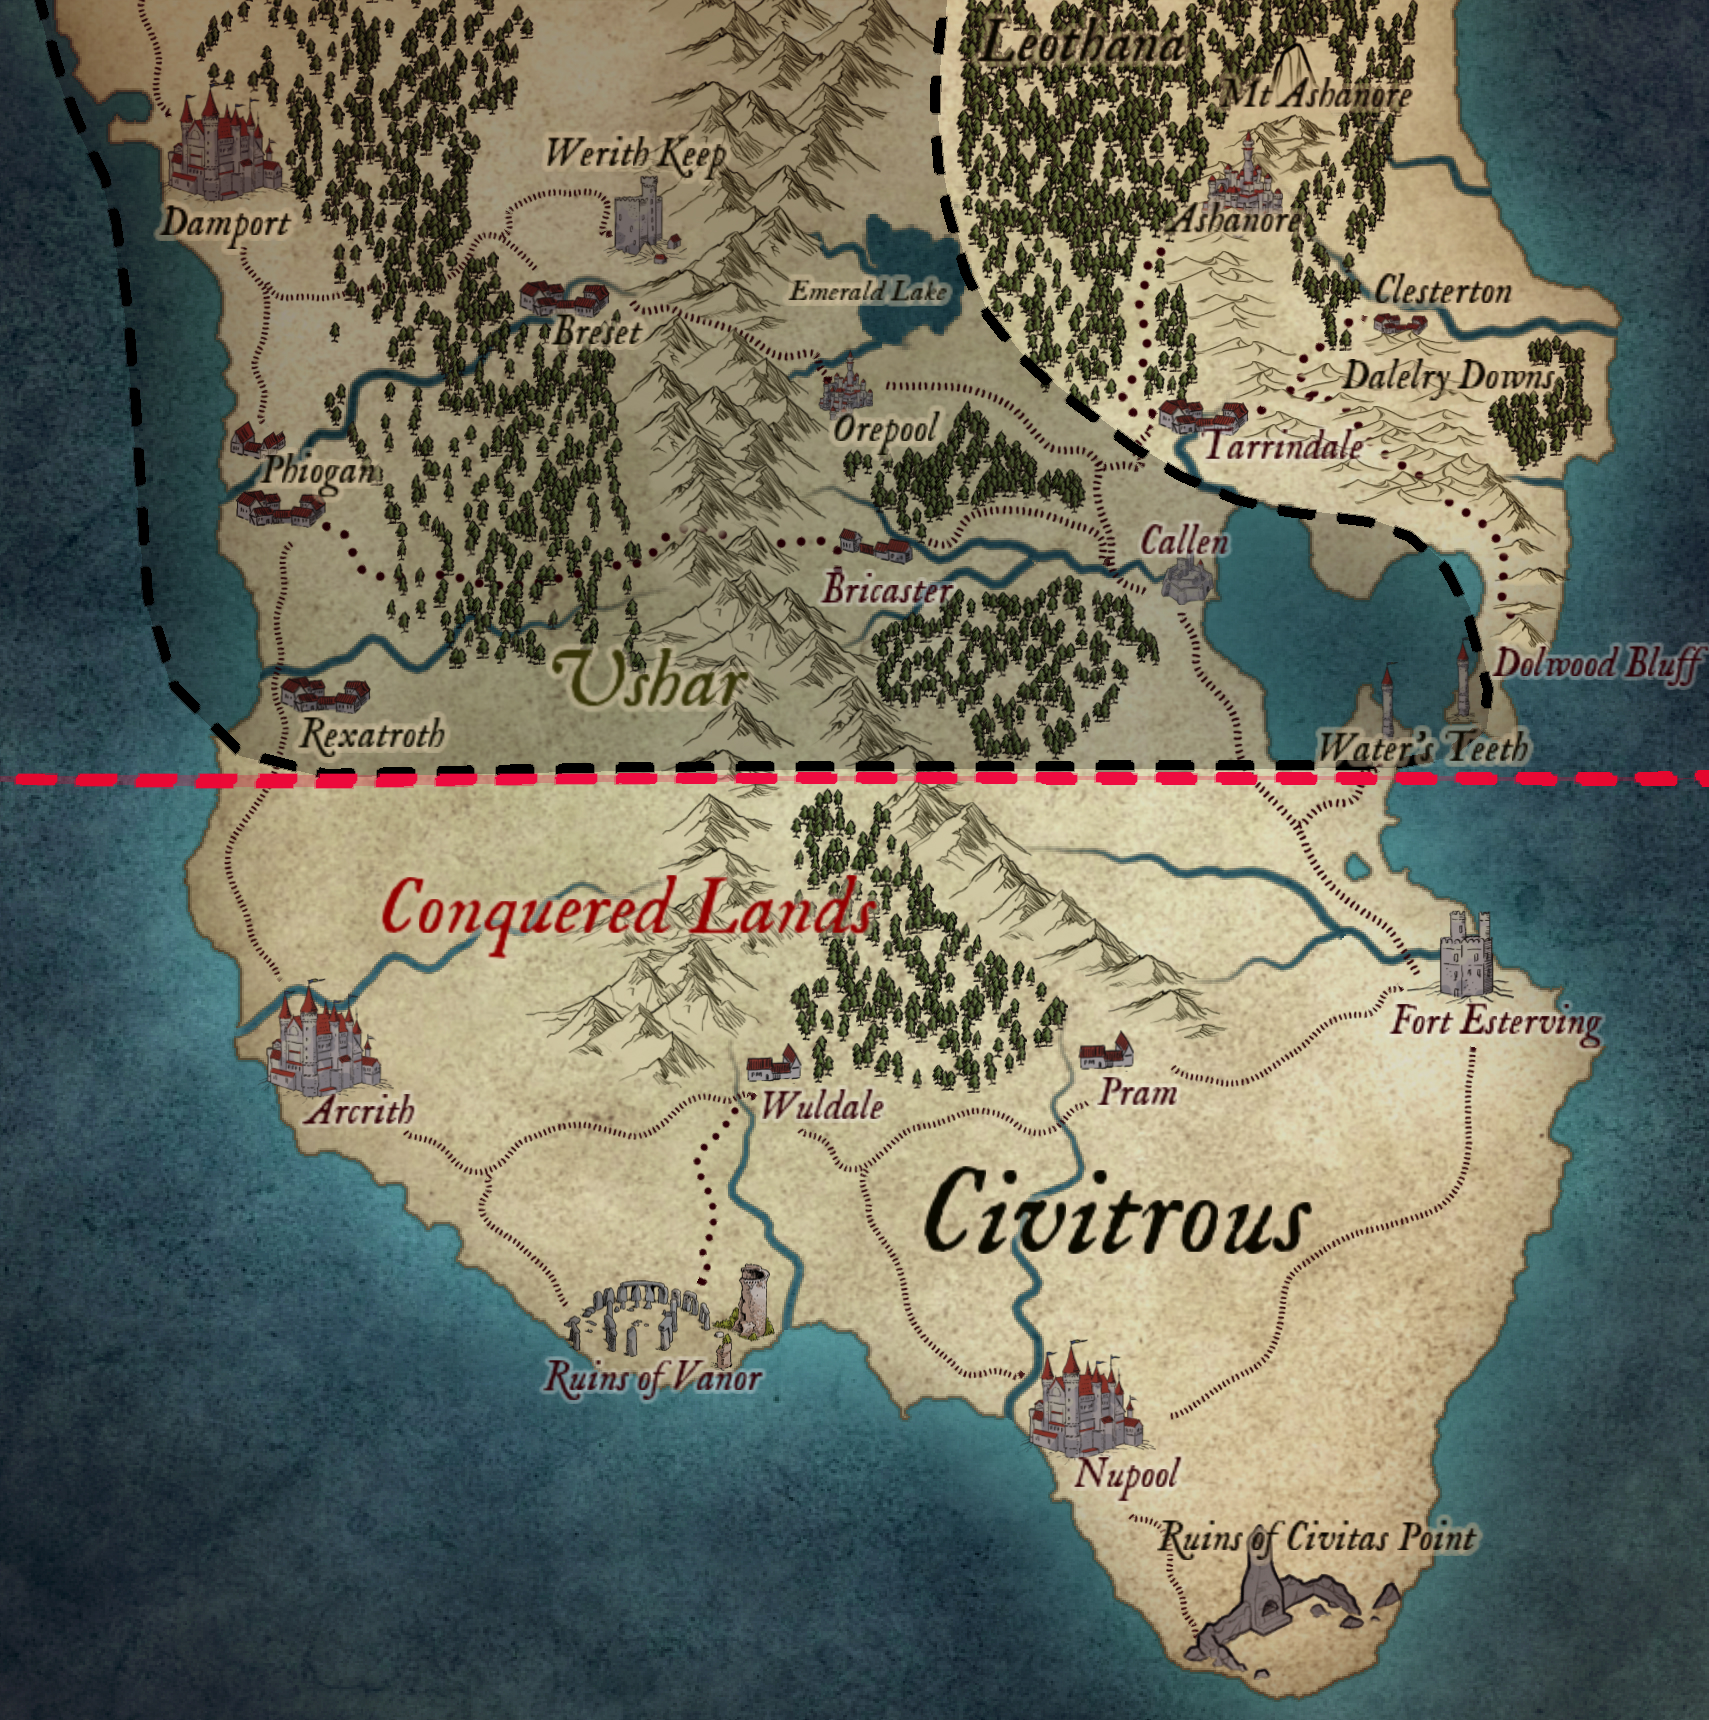 Leothana
Mt Ashanore
Werith Keep
Damport
Ashanore
Emerald Lake
Clesterton
Breset
Dalelry Downs
Orepool
Tarrindale
Phiogan
Callen
Bricaster
Dolwood Bluff
Ushar
Rexatroth
Water's Teeth
Conquered Lands
Fort Esterving
Pram
Wuldale
Arcrith
Civitrous
Ruins of Vanor
Nupool
Ruins of Civitas Point